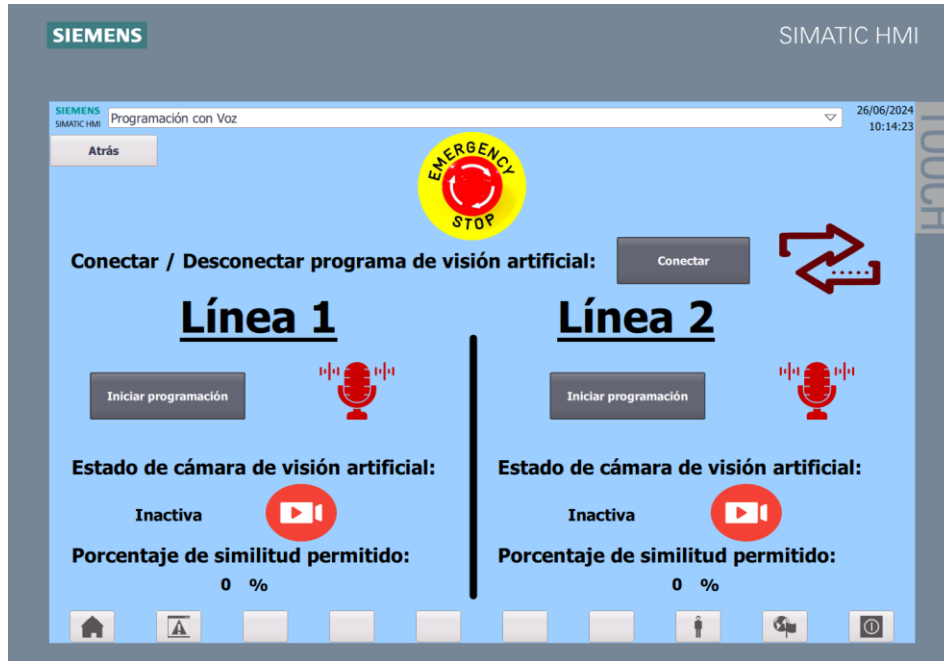 SIEMENS
SIMATIC HMI
SIEMENS
SIMATIC HMI
Programación con Voz
26/06/2024
10:14:23
TOUCH
Atrás
EMERGENCY
STOP
Conectar / Desconectar programa de visión artificial:
Conectar
Línea 1
Línea 2
Iniciar programación
Iniciar programación
Estado de cámara de visión artificial:
Estado de cámara de visión artificial:
Inactiva
Inactiva
Porcentaje de similitud permitido:
Porcentaje de similitud permitido:
0 %
0 %